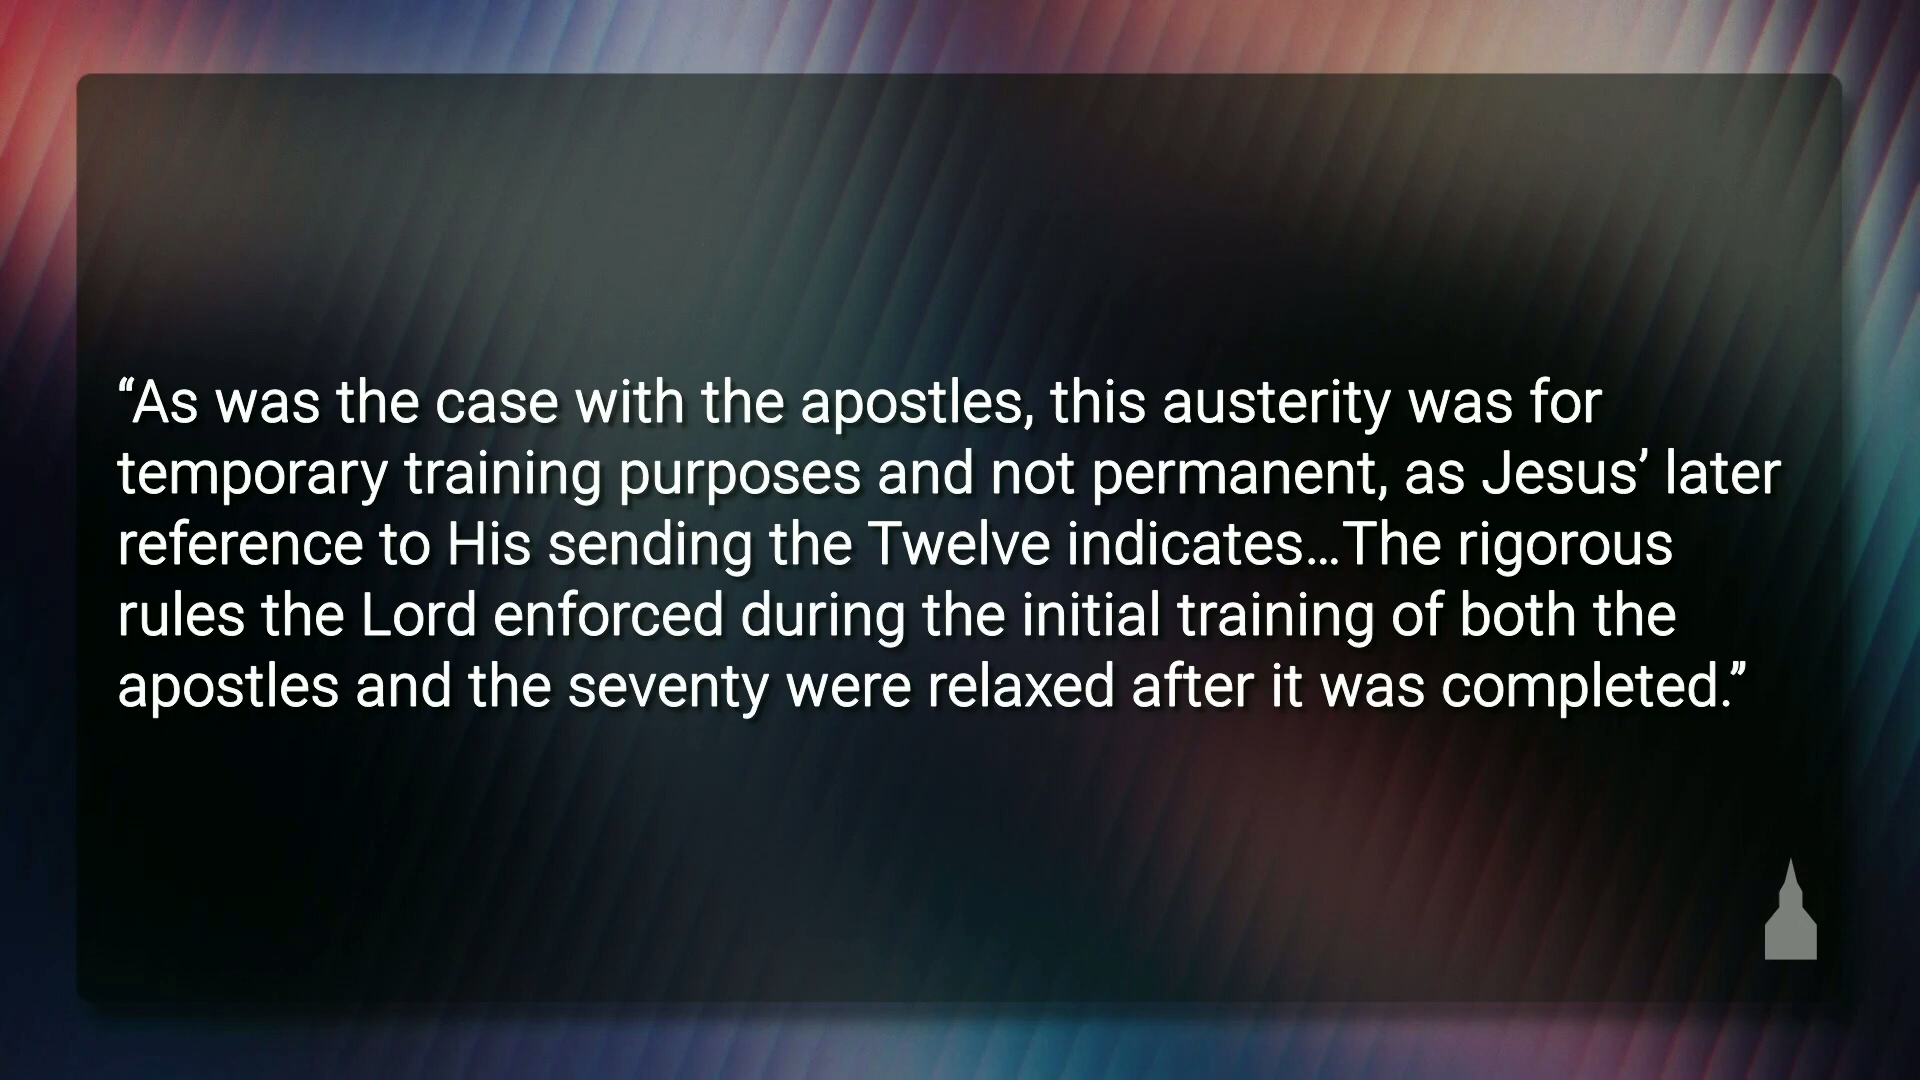 “As was the case with the apostles, this austerity was for
temporary training purposes and not permanent, as Jesus’ later
reference to His sending the Twelve indicates…The rigorous
rules the Lord enforced during the initial training of both the
apostles and the seventy were relaxed after it was completed.”